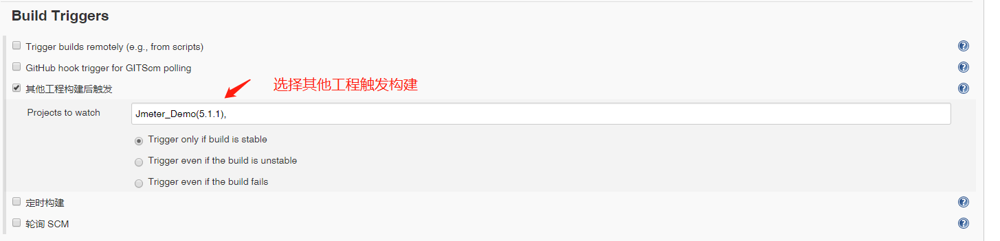 Build Triggers
Trigger builds remotely (e.g., from scripts)
GitHub hook trigger for GITScm polling
其他工程构建后触发
选择其他工程触发构建
Projects to watch
Jmeter_Demo(5.1.1),
Trigger only if build is stable
Trigger even if the build is unstable
Trigger even if the build fails
定时构建
轮询 SCM